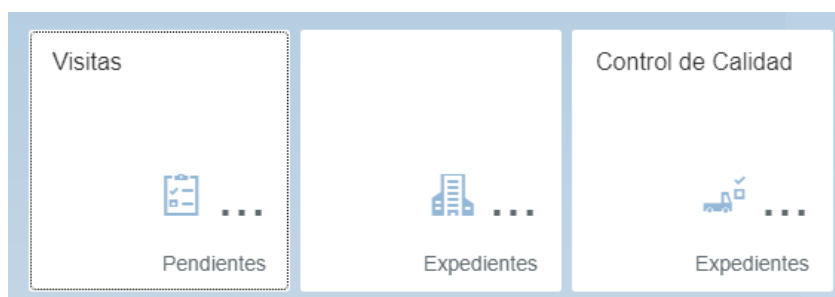 Visitas
...
Pendientes
...
Expedientes
Control de Calidad
...
Expedientes